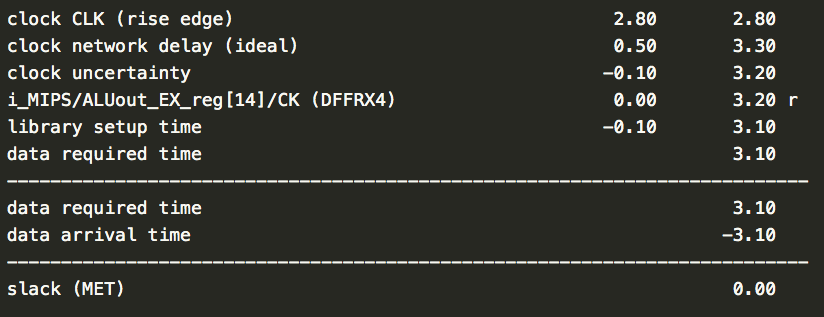 clock CLK (rise edge) 2.80 2.80
clock network delay (ideal) 0.50 3.30
clock uncertainty -0.10 3.20
i_MIPS/ALUout_EX_reg[14]/CK (DFFRX4) 0.00 3.20 r
library setup time -0.10 3.10
data required time 3.10
--------------------------------------------------------------------------
data required time 3.10
data arrival time -3.10
--------------------------------------------------------------------------
slack (MET) 0.00